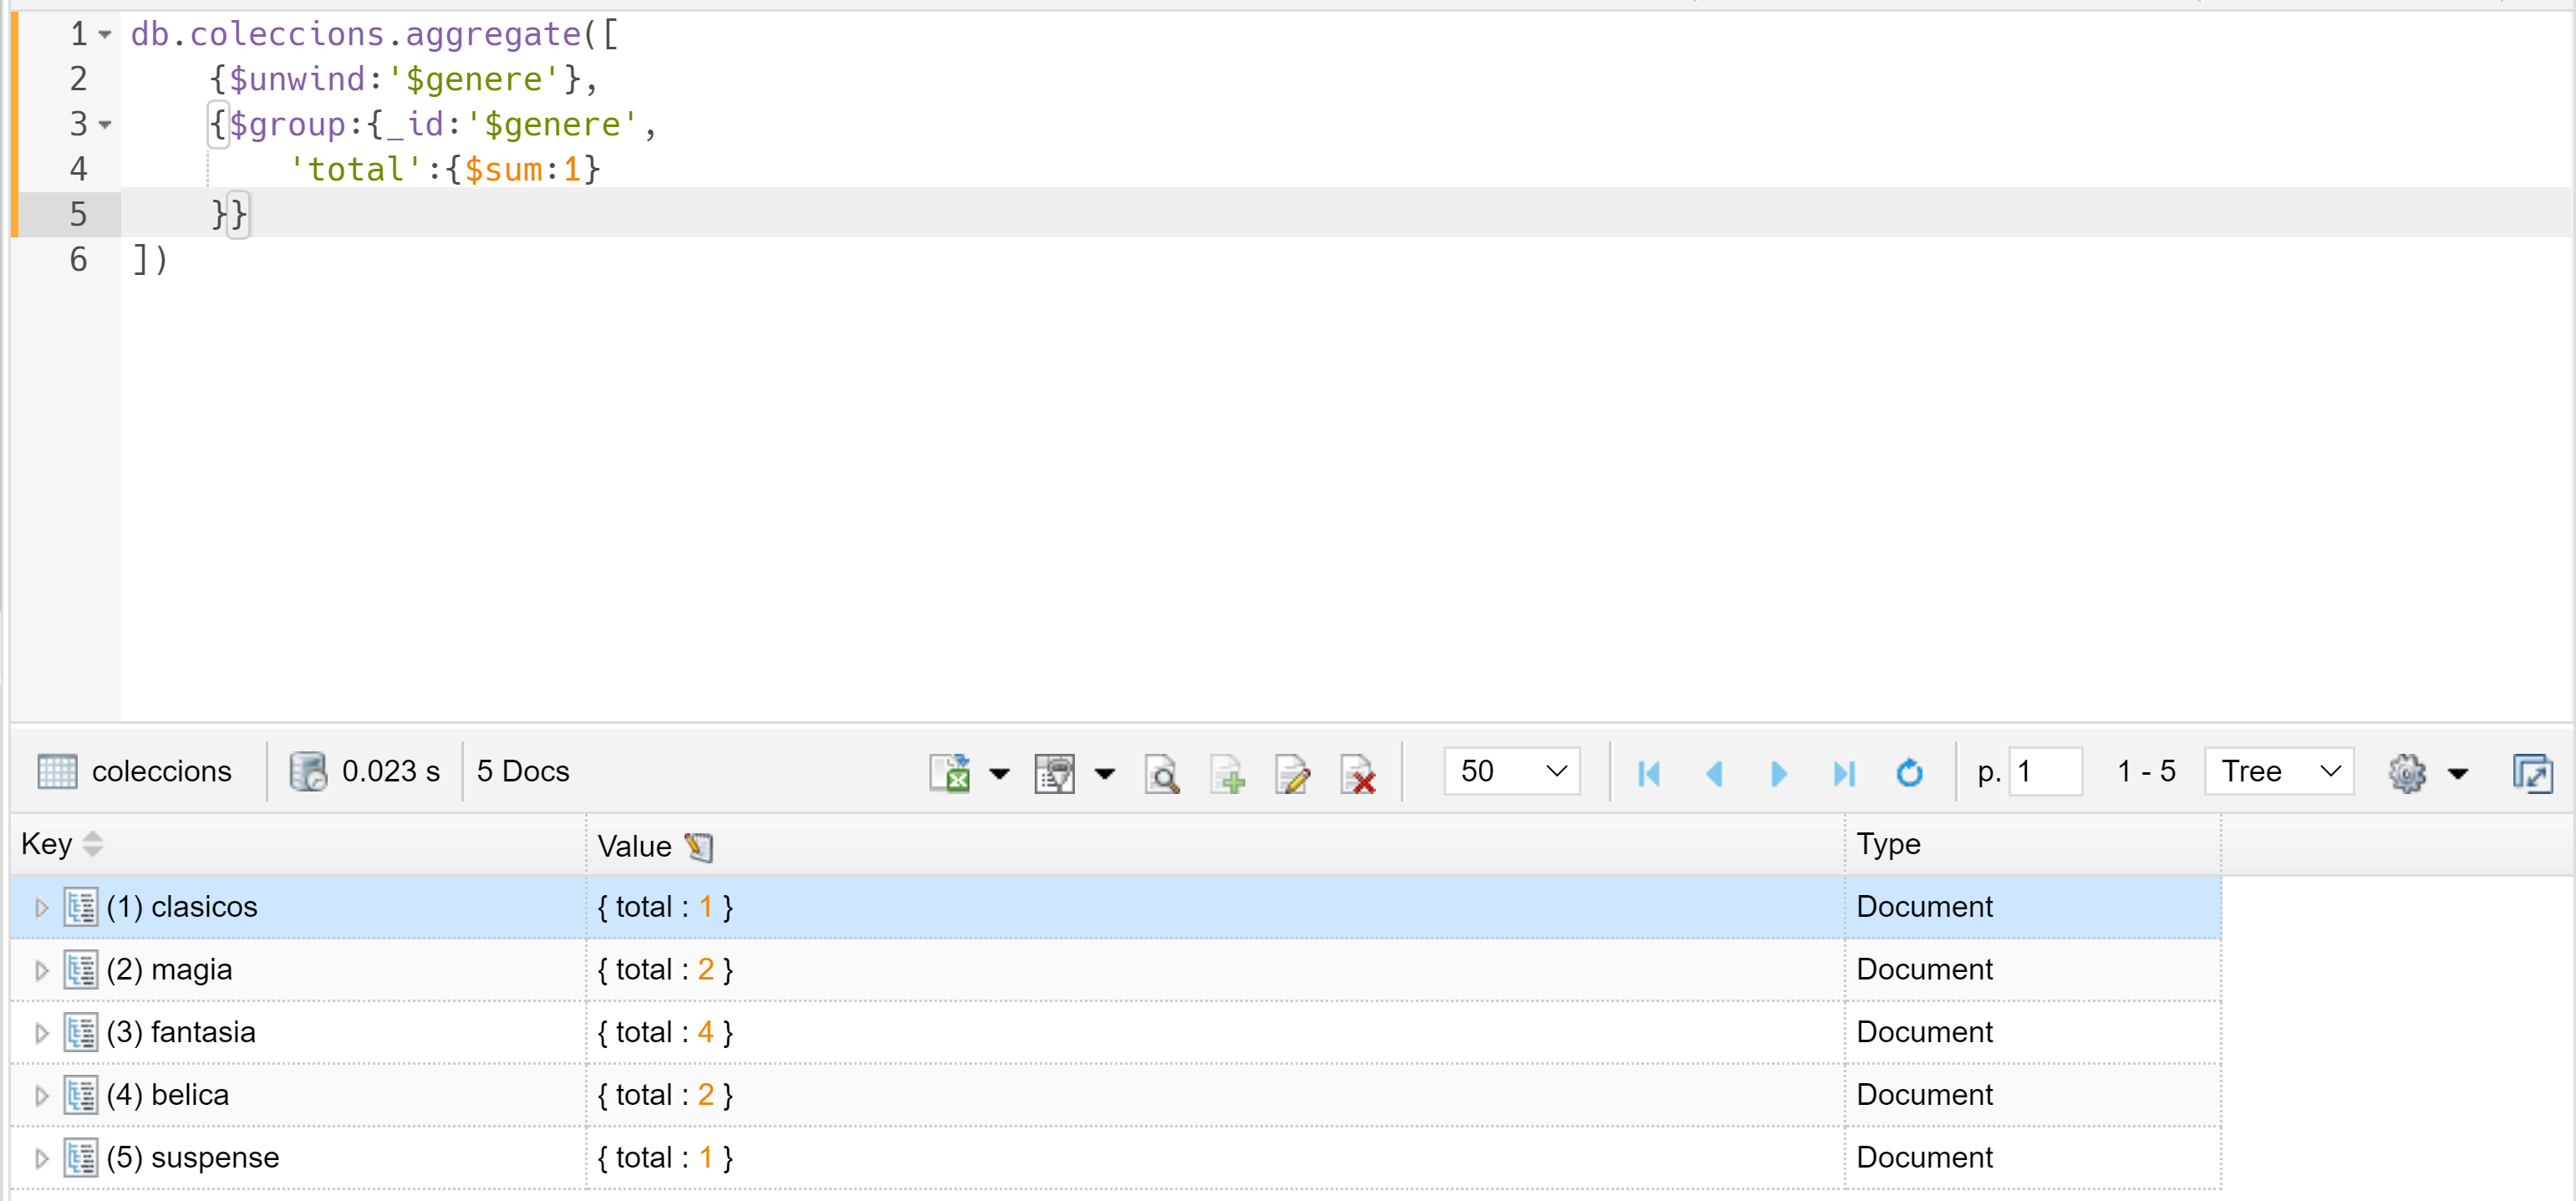 1 db.coleccions.aggregate([
2 {$unwind:'$genere'},
3 {$group:{_id:'$genere',
4 'total':{$sum:1}
5 }}
6 ])
coleccions 0.023 s 5 Docs 50 p. 1 1 - 5 Tree
Key Value Type
(1) clasicos { total : 1 } Document
(2) magia { total : 2 } Document
(3) fantasia { total : 4 } Document
(4) belica { total : 2 } Document
(5) suspense { total : 1 } Document